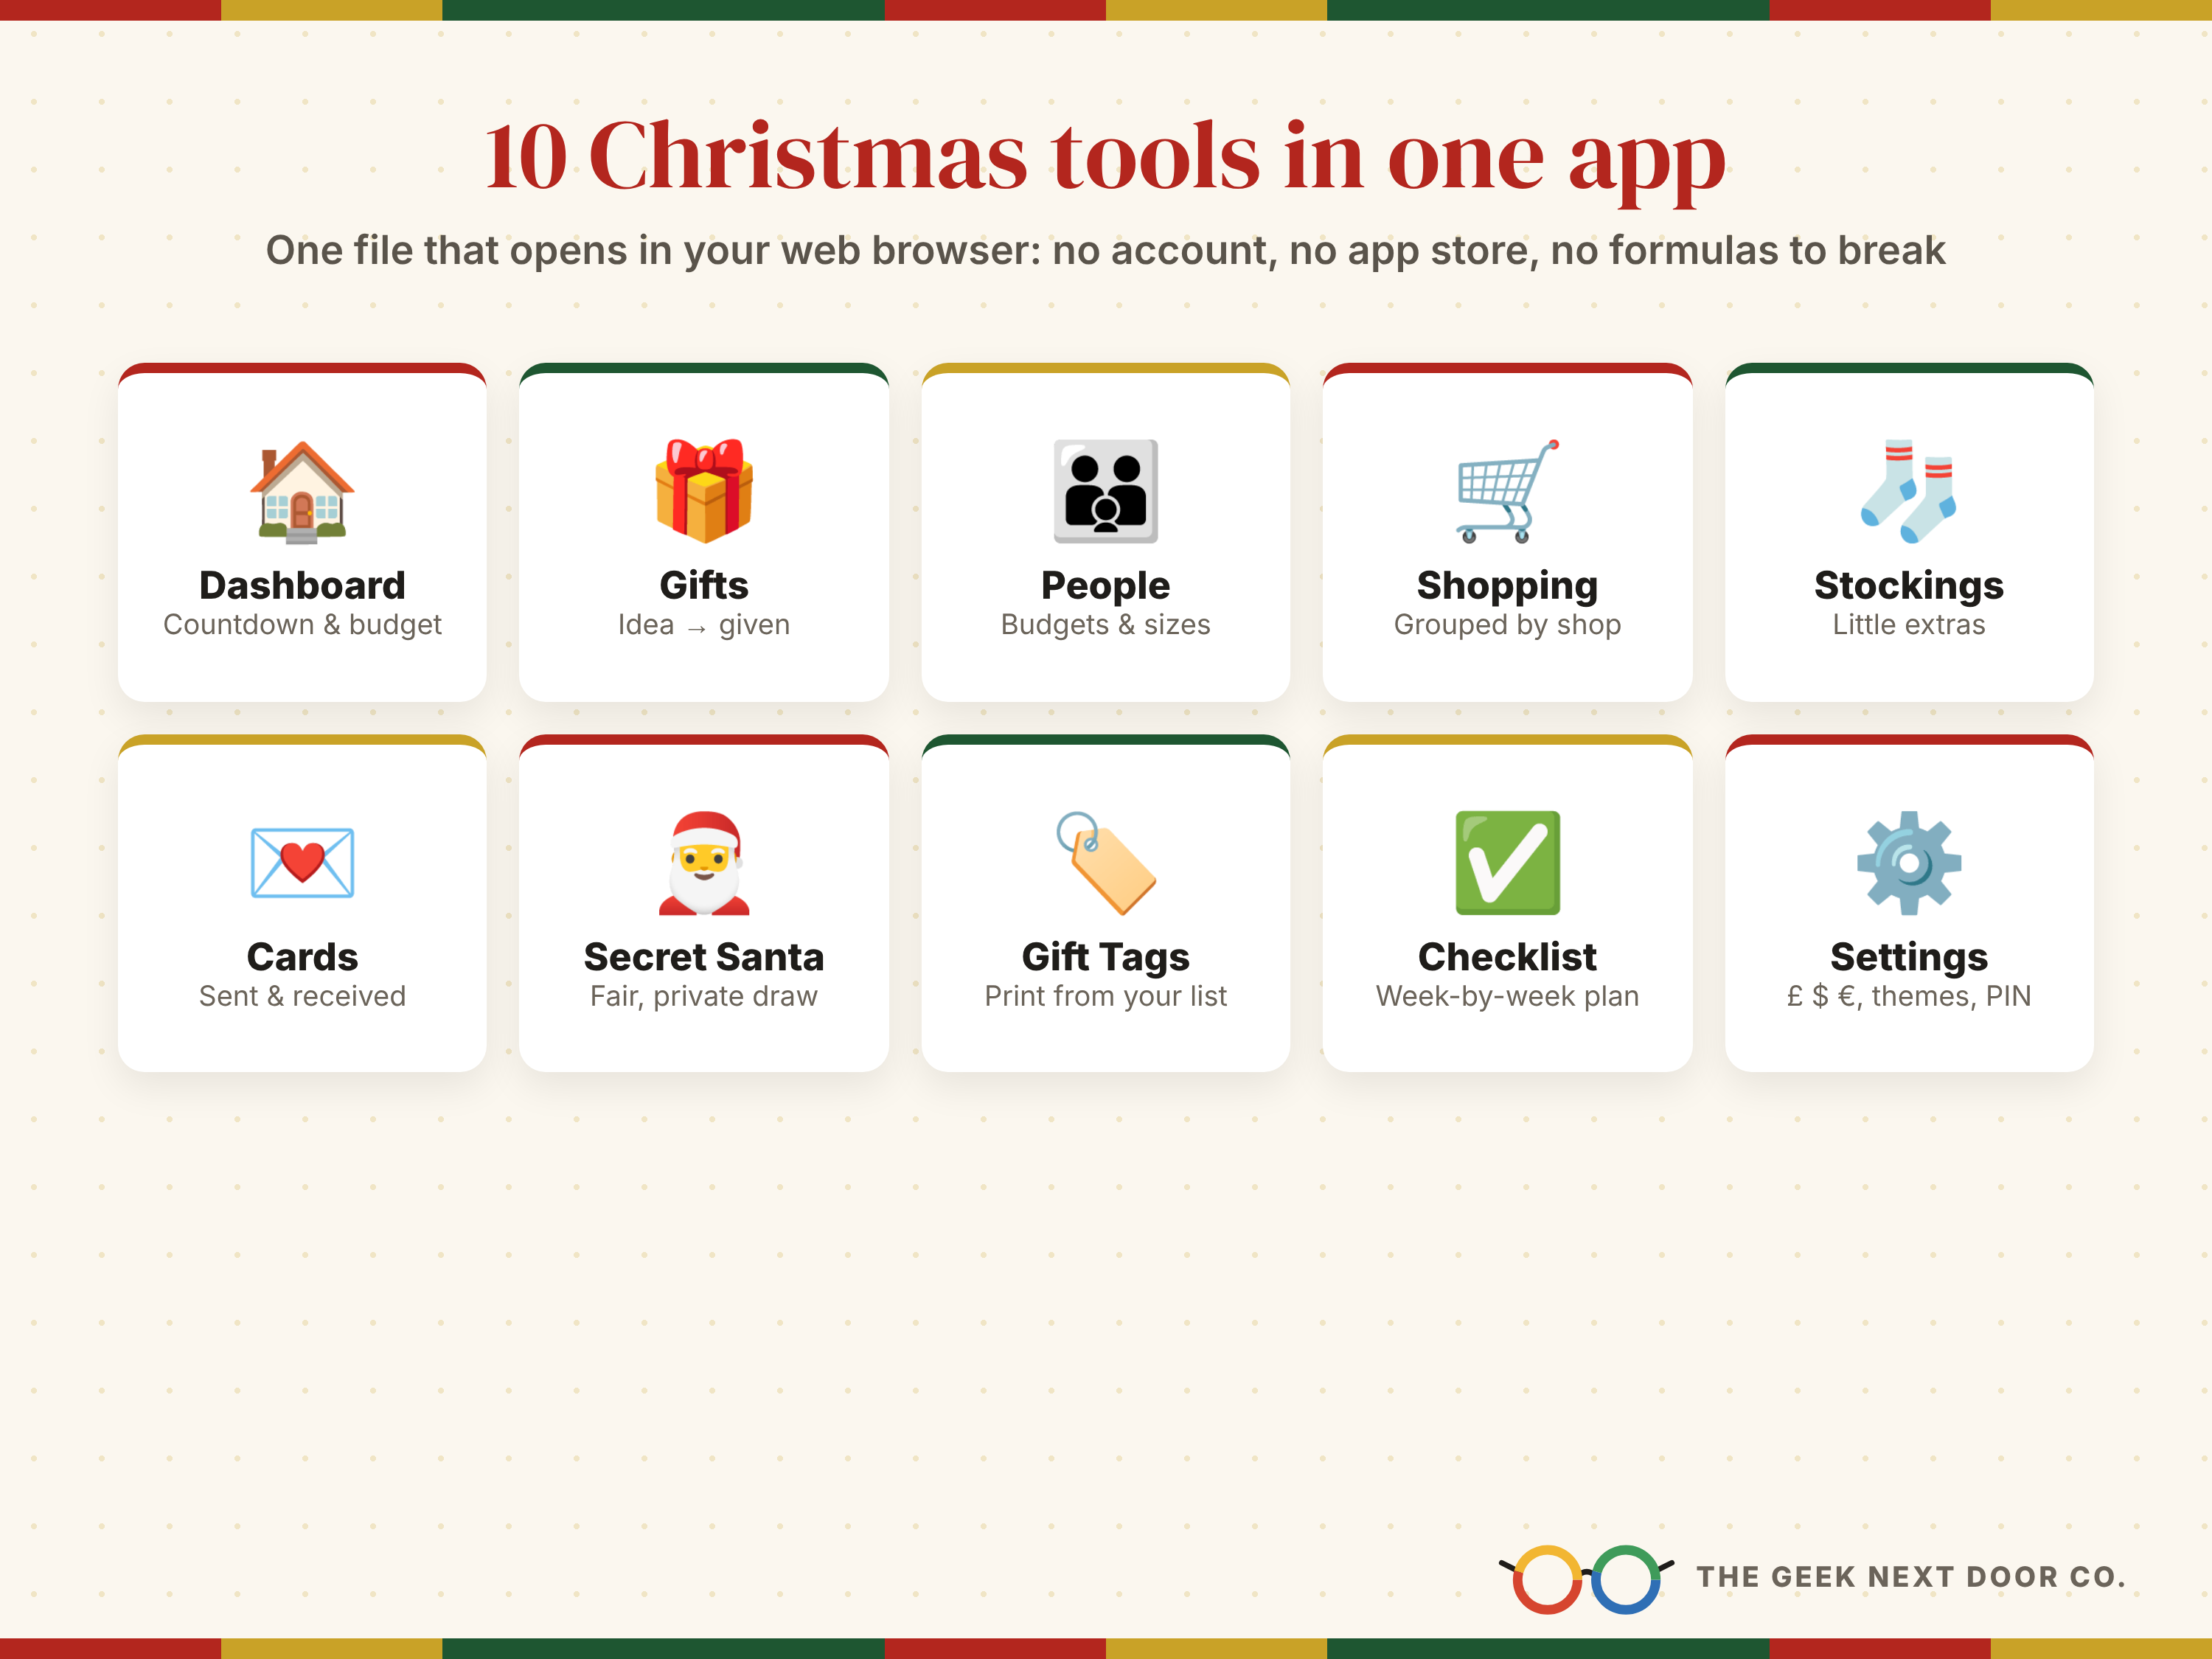 10 Christmas tools in one app
One file that opens in your web browser: no account, no app store, no formulas to break
Dashboard
Countdown & budget
Gifts
Idea → given
People
Budgets & sizes
Shopping
Grouped by shop
Stockings
Little extras
Cards
Sent & received
Secret Santa
Fair, private draw
Gift Tags
Print from your list
Checklist
Week-by-week plan
Settings
£ $ €, themes, PIN
THE GEEK NEXT DOOR CO.